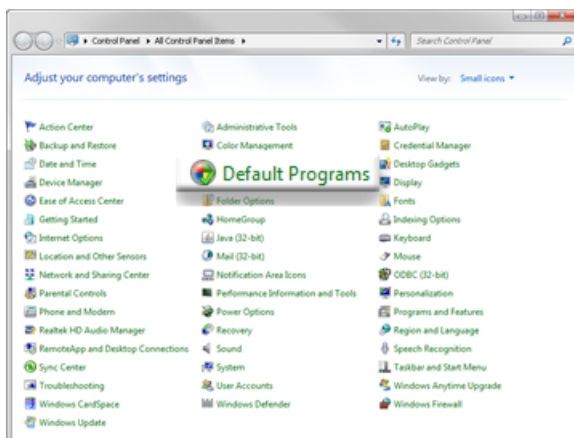 Control Panel ▸ All Control Panel Items ▸
Search Control Panel
Adjust your computer's settings
View by: Small icons
Action Center
Administrative Tools
AutoPlay
Backup and Restore
Color Management
Credential Manager
Date and Time
Default Programs
Desktop Gadgets
Device Manager
Display
Ease of Access Center
Folder Options
Fonts
Getting Started
HomeGroup
Indexing Options
Internet Options
Java (32-bit)
Keyboard
Location and Other Sensors
Mail (32-bit)
Mouse
Network and Sharing Center
Notification Area Icons
ODBC (32-bit)
Parental Controls
Performance Information and Tools
Personalization
Phone and Modem
Power Options
Programs and Features
Realtek HD Audio Manager
Recovery
Region and Language
RemoteApp and Desktop Connections
Sound
Speech Recognition
Sync Center
System
Taskbar and Start Menu
Troubleshooting
User Accounts
Windows Anytime Upgrade
Windows CardSpace
Windows Defender
Windows Firewall
Windows Update